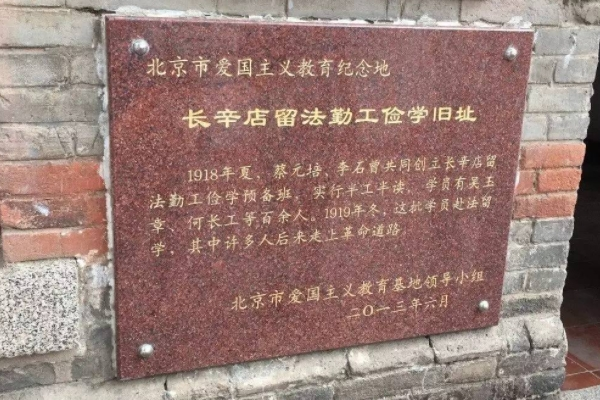 北京市爱国主义教育纪念地
长辛店留法勤工俭学旧址
1918年夏、蔡元培、李石曾共同创立长辛店留
法勤工俭学预备班，实行半工半读，学员有吴玉
章、何长工等百余人。1919年冬，这批学员赴法留
学，其中许多人后来走上革命道路。
北京市爱国主义教育基地领导小组
二〇一三年六月